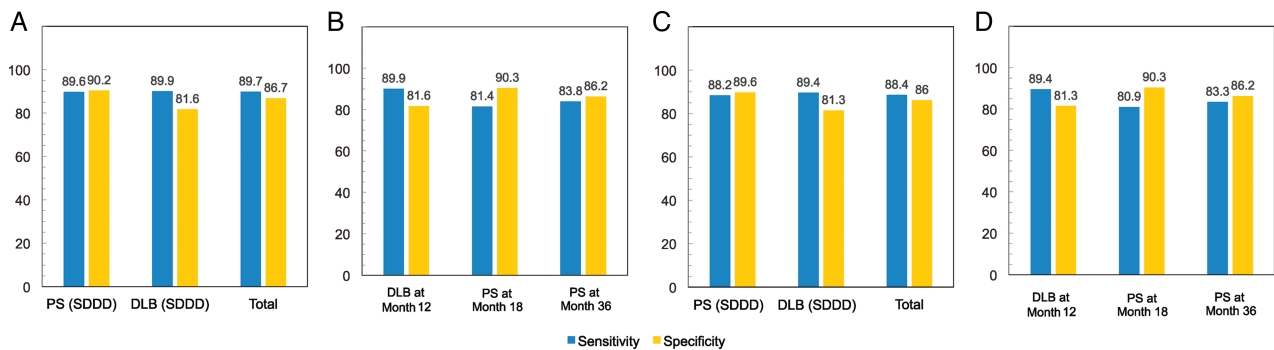 A
100
80
60
40
20
0
89.6
90.2
89.9
81.6
89.7
86.7
PS (SDDD)
DLB (SDDD)
Total
B
100
80
60
40
20
0
89.9
81.6
81.4
90.3
83.8
86.2
DLB at
Month 12
PS at
Month 18
PS at
Month 36
C
100
80
60
40
20
0
88.2
89.6
89.4
81.3
88.4
86
PS (SDDD)
DLB (SDDD)
Total
D
100
80
60
40
20
0
89.4
81.3
80.9
90.3
83.3
86.2
DLB at
Month 12
PS at
Month 18
PS at
Month 36
Sensitivity
Specificity